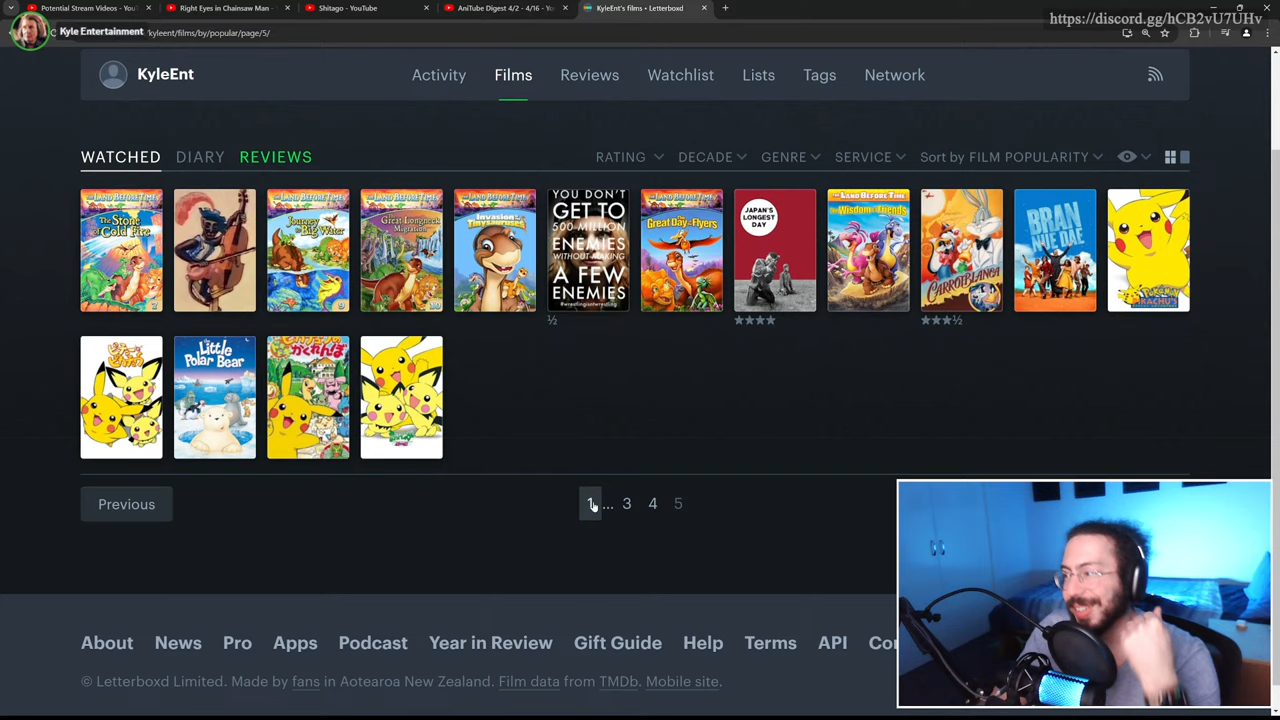 Potential Stream Videos - You
Right Eyes in Chainsaw Man -
Shitago - YouTube
AniTube Digest 4/2 - 4/16 - Yo
KyleEnt's films • Letterboxd
https://discord.gg/hCB2vU7UHv
Kyle Entertainment
kyleent/films/by/popular/page/5/
KyleEnt
Activity Films Reviews Watchlist Lists Tags Network
WATCHED DIARY REVIEWS
RATING DECADE GENRE SERVICE Sort by FILM POPULARITY
THE LAND BEFORE TIME
The Stone of Cold Fire
THE LAND BEFORE TIME
Journey Big Water
THE LAND BEFORE TIME
Great Longneck Migration
THE LAND BEFORE TIME
Invasion of the Tinysauruses
YOU DON'T
GET TO
500 MILLION
ENEMIES
WITHOUT MAKING
A FEW
ENEMIES
THE LAND BEFORE TIME
Great Day of the Flyers
JAPAN'S
LONGEST
DAY
THE LAND BEFORE TIME
The Wisdom of Friends
CARROTBLANCA
BRAN
NUE DAE
½
★★★★
★★★½
the
Little
Polar Bear
Previous
1 ... 3 4 5
About News Pro Apps Podcast Year in Review Gift Guide Help Terms API Co
© Letterboxd Limited. Made by fans in Aotearoa New Zealand. Film data from TMDb. Mobile site.